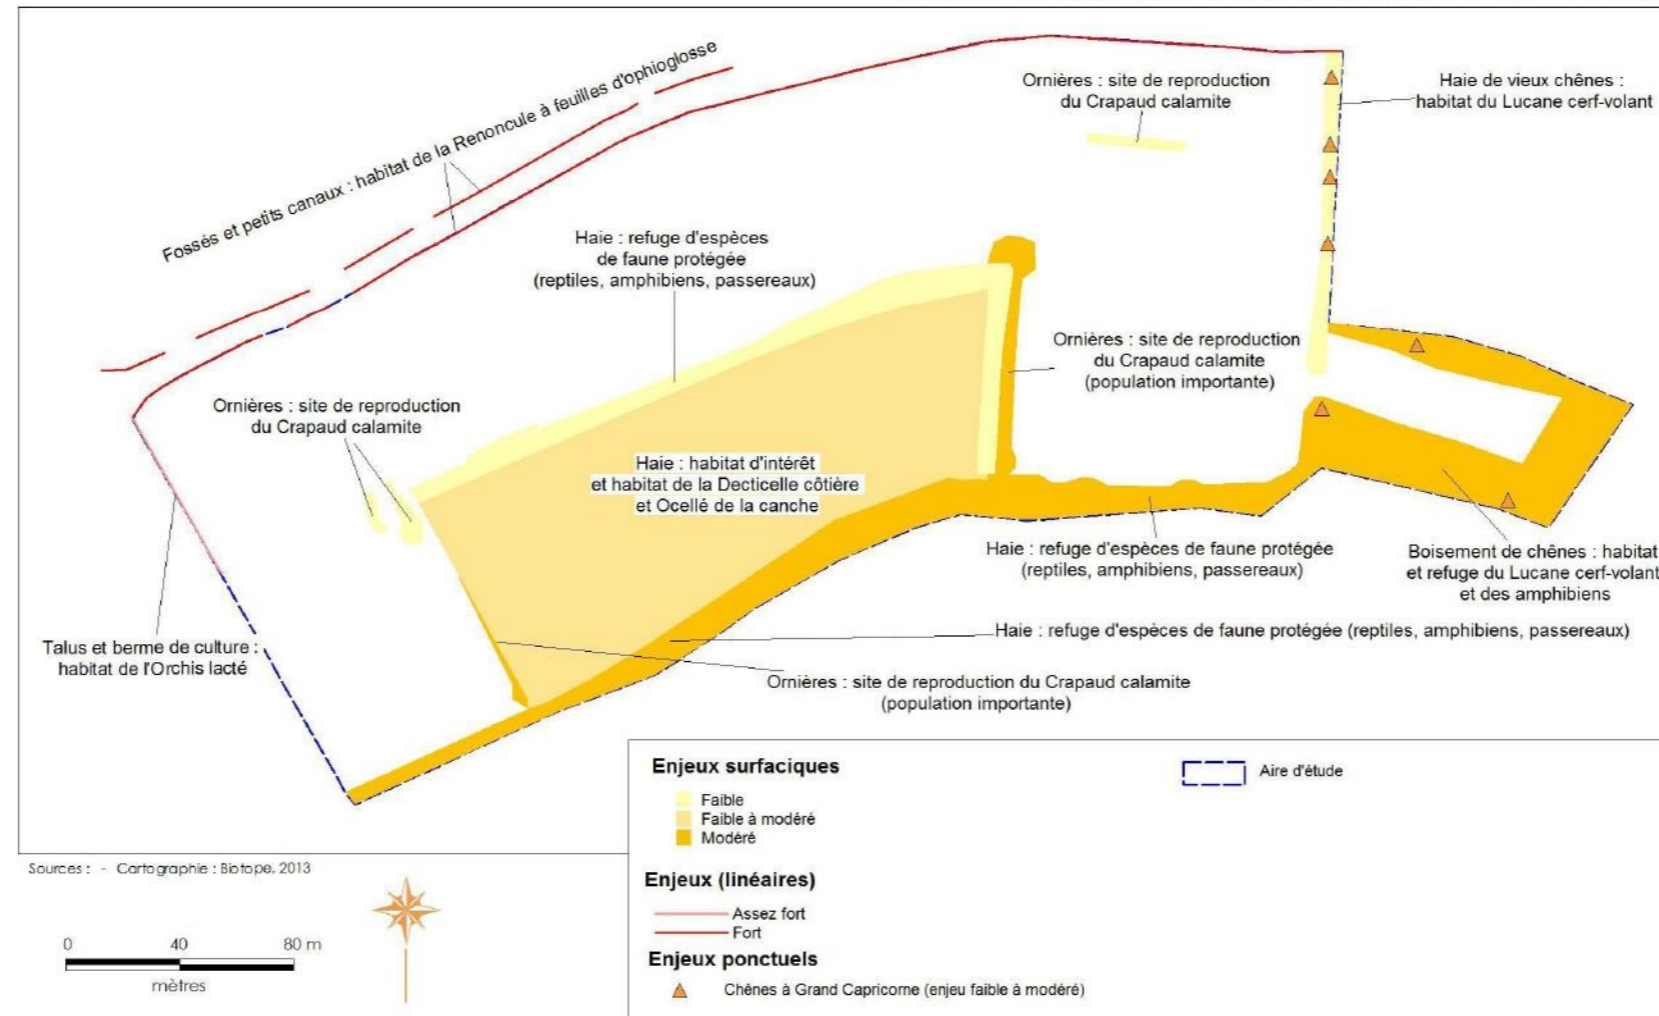 Fossés et petits canaux : habitat de la Renoncule à feuilles d'ophioglosse
Ornières : site de reproduction
du Crapaud calamite
Haie de vieux chênes :
habitat du Lucane cerf-volant
Haie : refuge d'espèces
de faune protégée
(reptiles, amphibiens, passereaux)
Ornières : site de reproduction
du Crapaud calamite
(population importante)
Ornières : site de reproduction
du Crapaud calamite
Haie : habitat d'intérêt
et habitat de la Decticelle côtière
et Ocellé de la canche
Haie : refuge d'espèces de faune protégée
(reptiles, amphibiens, passereaux)
Boisement de chênes : habitat
et refuge du Lucane cerf-volant
et des amphibiens
Talus et berme de culture :
habitat de l'Orchis lacté
Haie : refuge d'espèces de faune protégée (reptiles, amphibiens, passereaux)
Ornières : site de reproduction du Crapaud calamite
(population importante)
Enjeux surfaciques
Faible
Faible à modéré
Modéré
Aire d'étude
Enjeux (linéaires)
Assez fort
Fort
Enjeux ponctuels
Chênes à Grand Capricorne (enjeu faible à modéré)
Sources : - Cartographie : Biotope, 2013
0 40 80 m
mètres